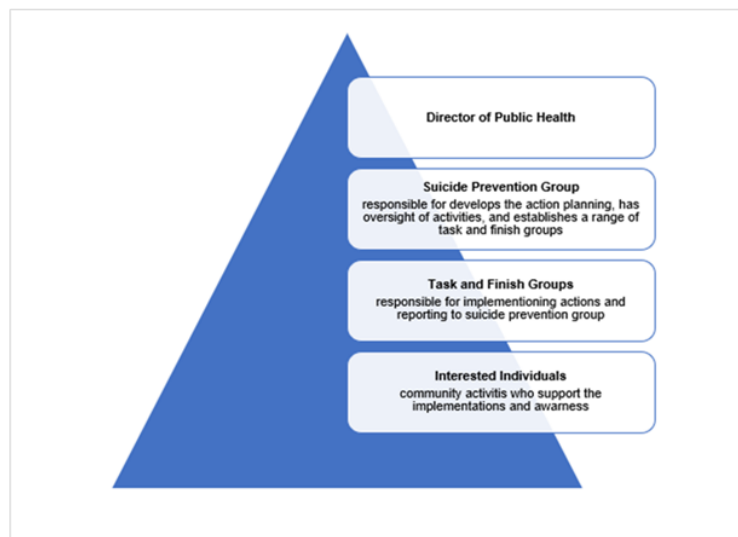 Director of Public Health
Suicide Prevention Group
responsible for develops the action planning, has
oversight of activities, and establishes a range of
task and finish groups
Task and Finish Groups
responsible for implementioning actions and
reporting to suicide prevention group
Interested Individuals
community activitis who support the
implementations and awarness